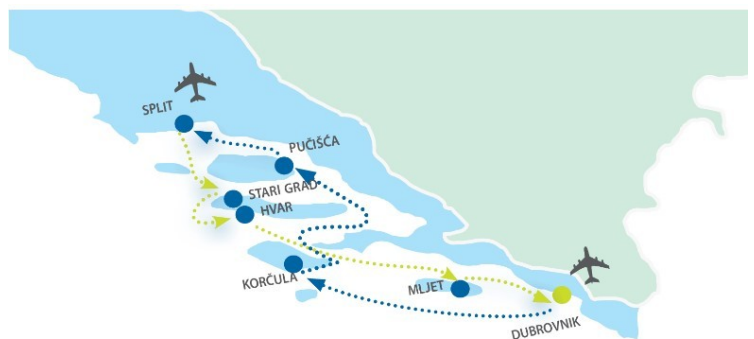 SPLIT
PUČIŠĆA
STARI GRAD
HVAR
KORČULA
MLJET
DUBROVNIK